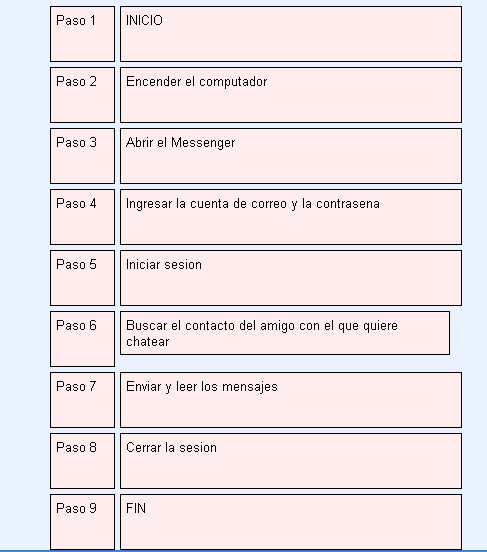 Paso 1 INICIO
Paso 2 Encender el computador
Paso 3 Abrir el Messenger
Paso 4 Ingresar la cuenta de correo y la contrasena
Paso 5 Iniciar sesion
Paso 6 Buscar el contacto del amigo con el que quiere
chatear
Paso 7 Enviar y leer los mensajes
Paso 8 Cerrar la sesion
Paso 9 FIN